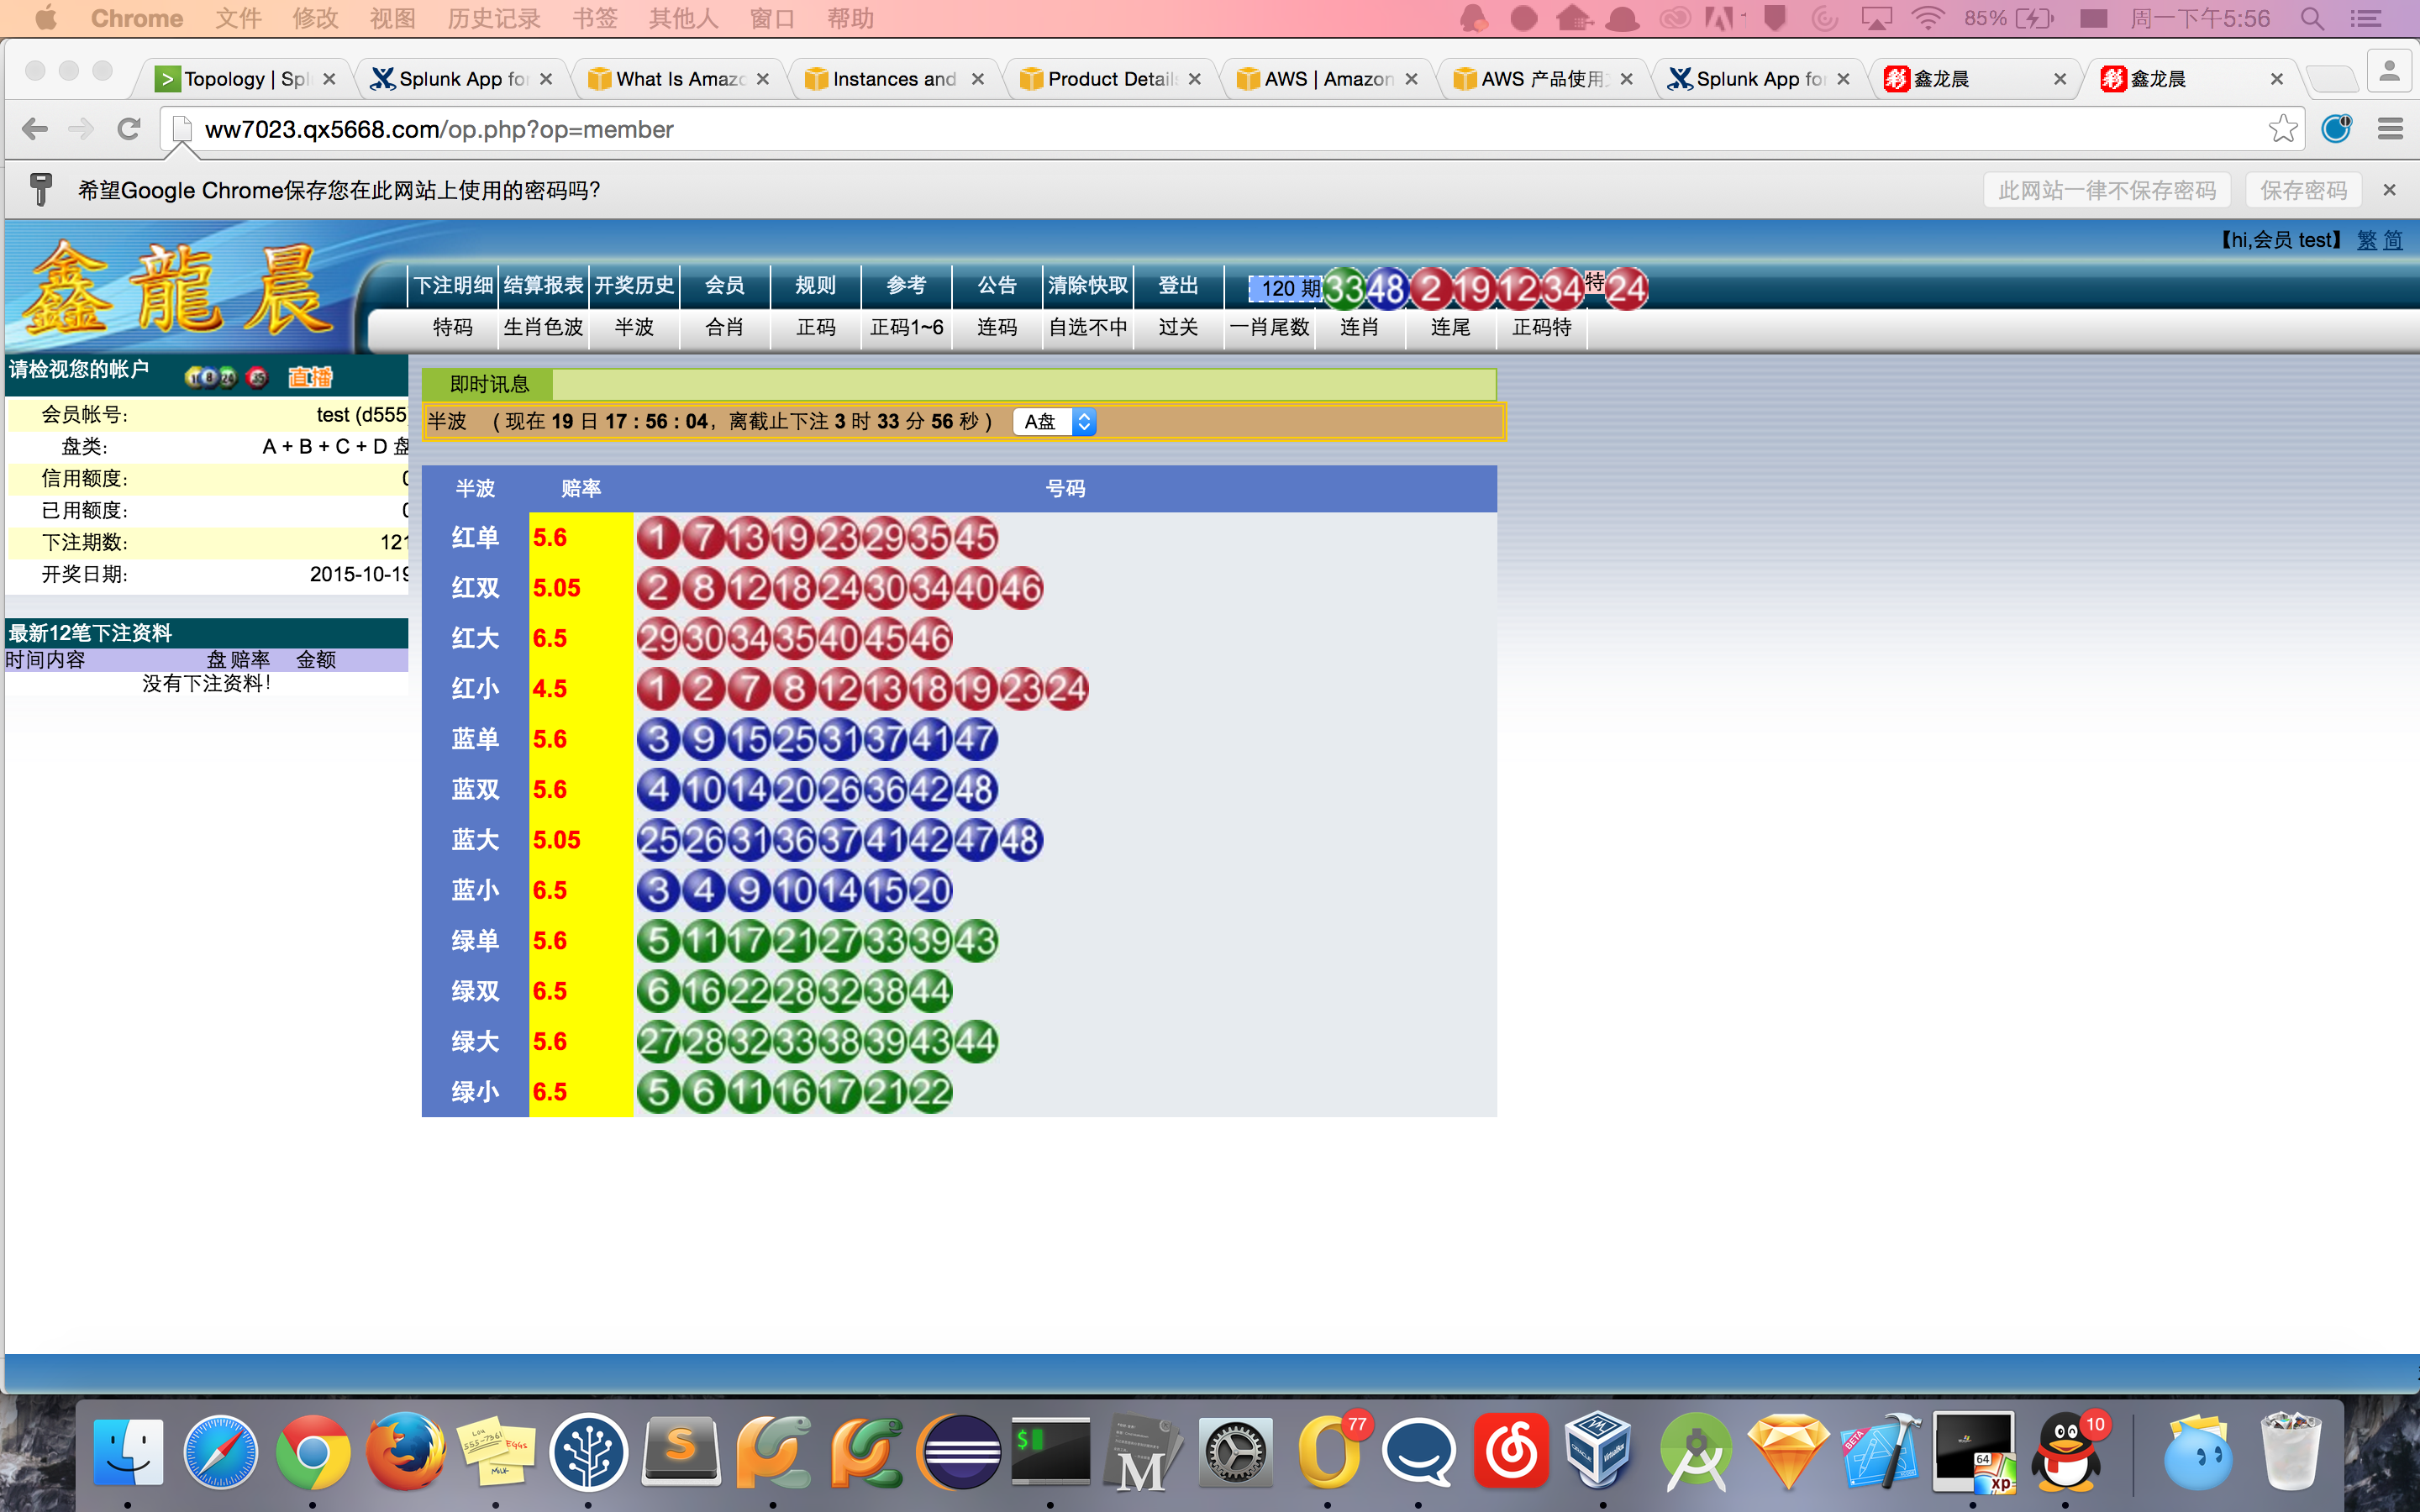 Chrome 文件 修改 视图 历史记录 书签 其他人 窗口 帮助 85% 周一下午5:56
Topology | Spl Splunk App for What Is Amazo Instances and Product Details AWS | Amazon AWS 产品使用 Splunk App for 鑫龙晨 鑫龙晨
ww7023.qx5668.com/op.php?op=member
希望Google Chrome保存您在此网站上使用的密码吗? 此网站一律不保存密码 保存密码
【hi,会员 test】 繁 简
鑫龍晨
下注明细 结算报表 开奖历史 会员 规则 参考 公告 清除快取 登出 120 期 33 48 2 19 12 34 特 24
特码 生肖色波 半波 合肖 正码 正码1~6 连码 自选不中 过关 一肖尾数 连肖 连尾 正码特
请检视您的帐户 直播
会员帐号: test (d555
盘类: A + B + C + D 盘
信用额度: 0
已用额度: 0
下注期数: 121
开奖日期: 2015-10-19
最新12笔下注资料
时间内容 盘 赔率 金额
没有下注资料!
即时讯息
半波 ( 现在 19 日 17 : 56 : 04, 离截止下注 3 时 33 分 56 秒 ) A盘
半波 赔率 号码
红单 5.6 1 7 13 19 23 29 35 45
红双 5.05 2 8 12 18 24 30 34 40 46
红大 6.5 29 30 34 35 40 45 46
红小 4.5 1 2 7 8 12 13 18 19 23 24
蓝单 5.6 3 9 15 25 31 37 41 47
蓝双 5.6 4 10 14 20 26 36 42 48
蓝大 5.05 25 26 31 36 37 41 42 47 48
蓝小 6.5 3 4 9 10 14 15 20
绿单 5.6 5 11 17 21 27 33 39 43
绿双 6.5 6 16 22 28 32 38 44
绿大 5.6 27 28 32 33 38 39 43 44
绿小 6.5 5 6 11 16 17 21 22
77 10